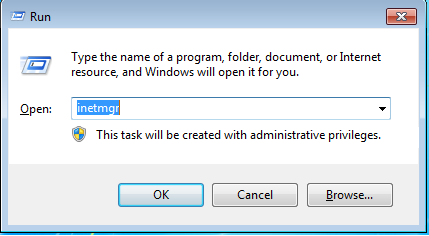 Run
Type the name of a program, folder, document, or Internet
resource, and Windows will open it for you.
Open: inetmgr
This task will be created with administrative privileges.
OK Cancel Browse...